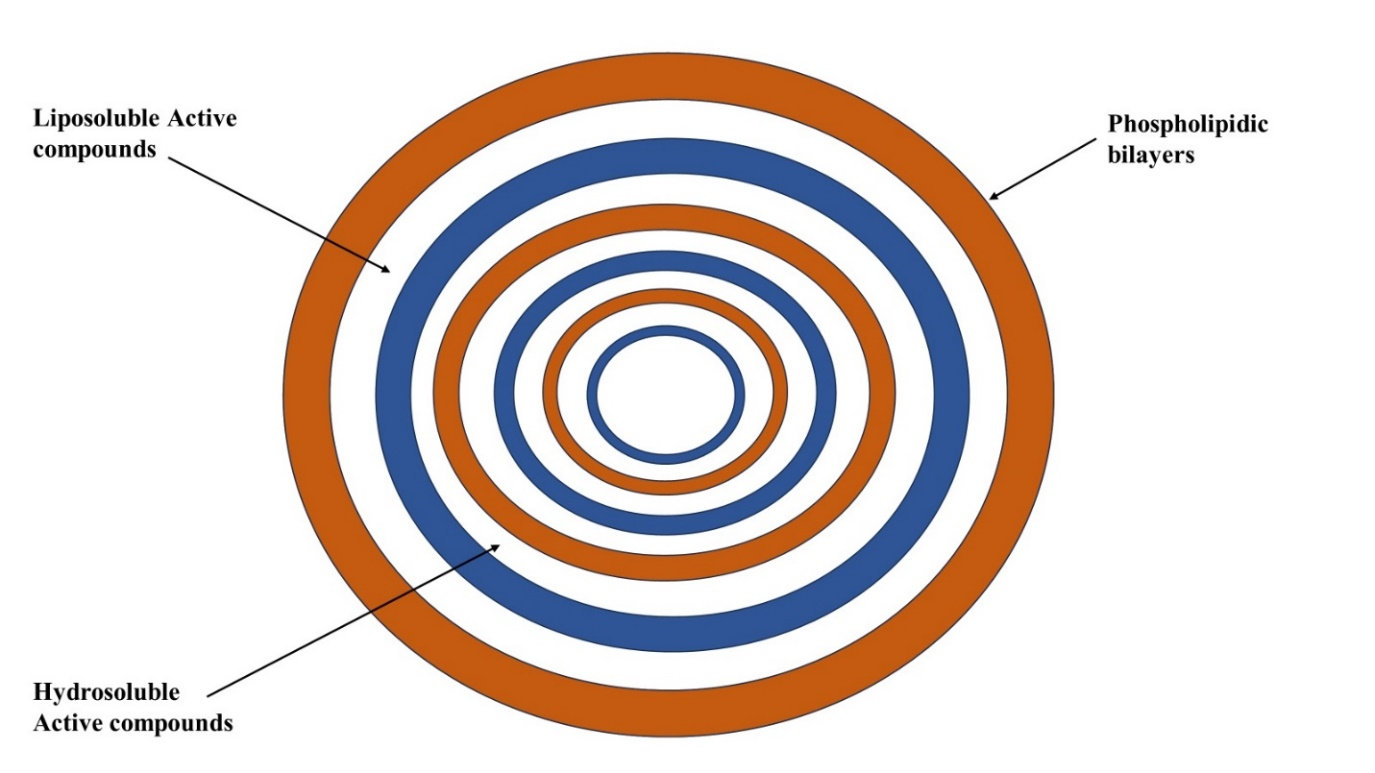 Liposoluble Active
compounds
Phospholipidic
bilayers
Hydrosoluble
Active compounds